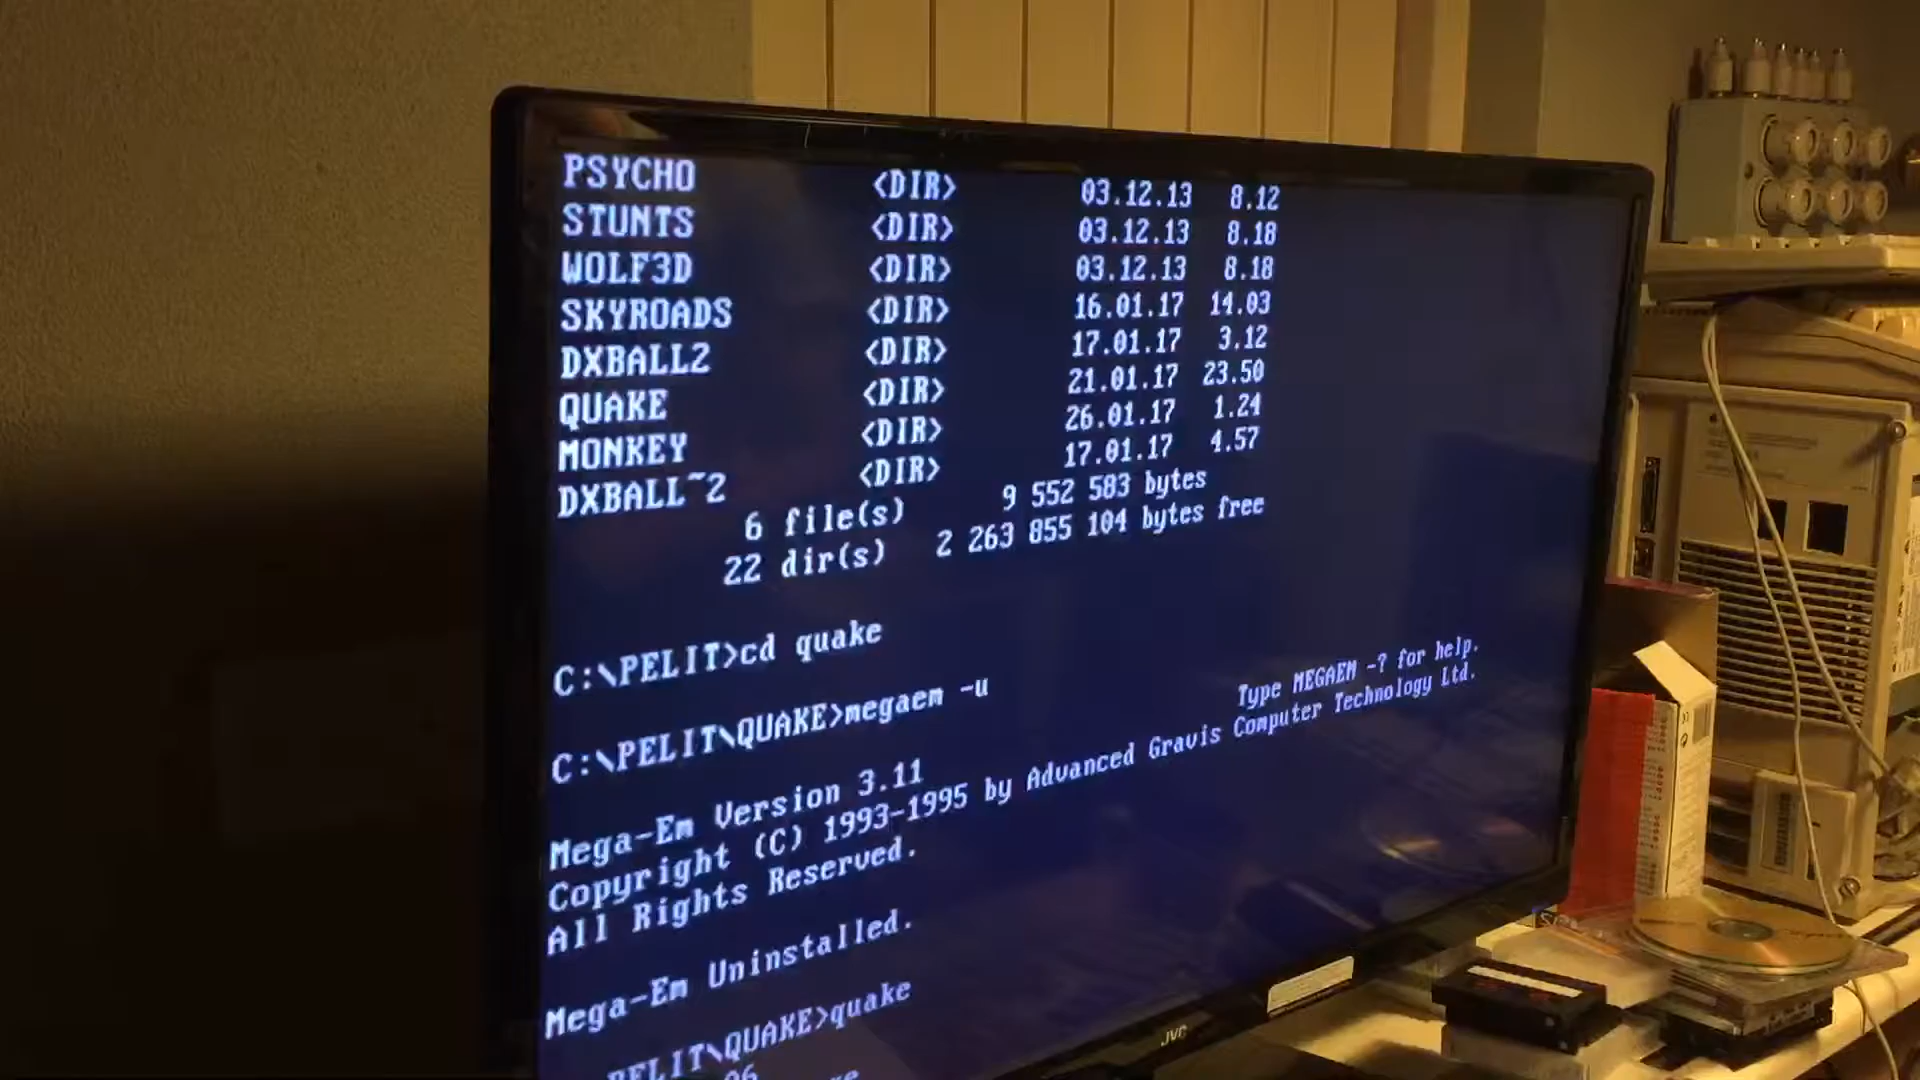 PSYCHO <DIR> 03.12.13 8.12
STUNTS <DIR> 03.12.13 8.18
WOLF3D <DIR> 03.12.13 8.18
SKYROADS <DIR> 16.01.17 14.03
DXBALL2 <DIR> 17.01.17 3.12
QUAKE <DIR> 21.01.17 23.50
MONKEY <DIR> 26.01.17 1.24
DXBALL~2 <DIR> 17.01.17 4.57
6 file(s) 9 552 583 bytes
22 dir(s) 2 263 855 104 bytes free
C:\PELIT>cd quake
C:\PELIT\QUAKE>megaem -u
Mega-Em Version 3.11 Type MEGAEM -? for help.
Copyright (C) 1993-1995 by Advanced Gravis Computer Technology Ltd.
All Rights Reserved.
Mega-Em Uninstalled.
PELIT\QUAKE>quake
JVC